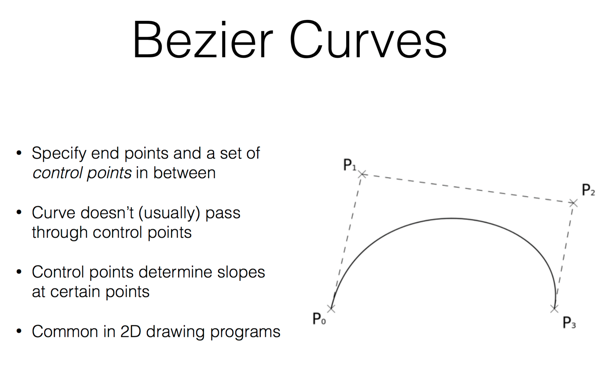 Bezier Curves
• Specify end points and a set of
control points in between
• Curve doesn’t (usually) pass
through control points
• Control points determine slopes
at certain points
• Common in 2D drawing programs
P₁
P₂
P₀
P₃